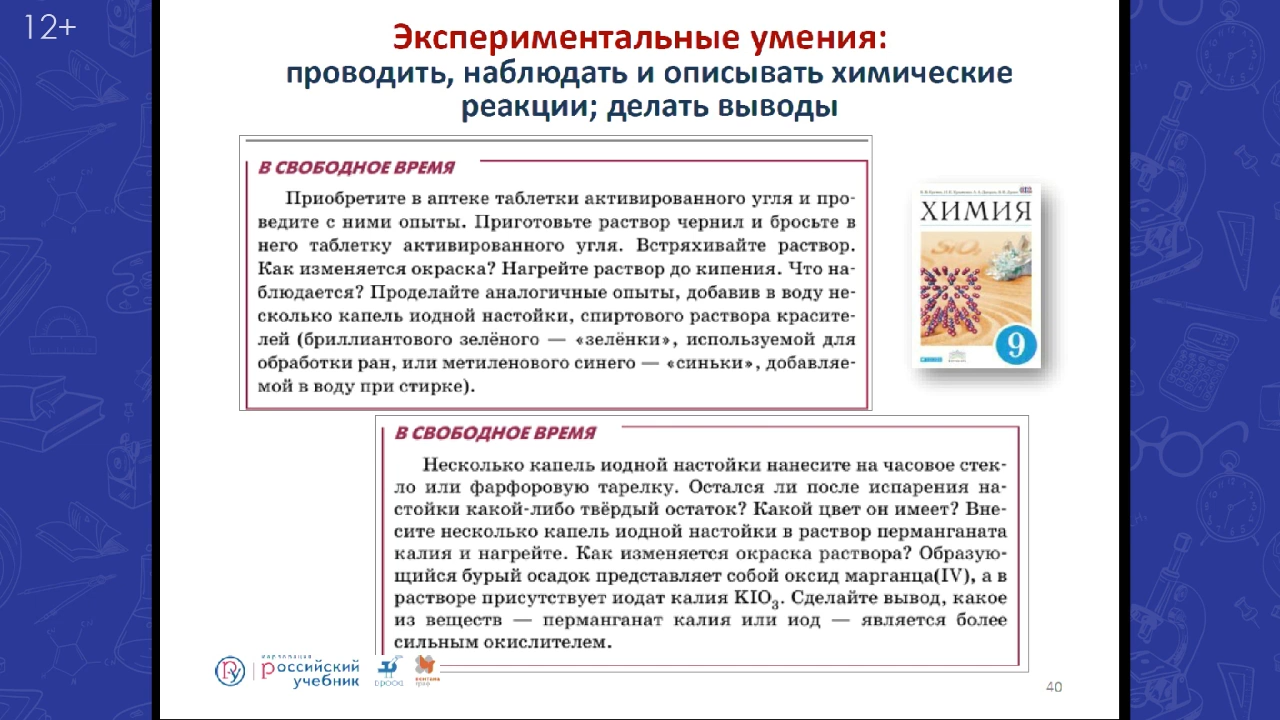 12+
Экспериментальные умения:
проводить, наблюдать и описывать химические
реакции; делать выводы
В СВОБОДНОЕ ВРЕМЯ
Приобретите в аптеке таблетки активированного угля и про-
ведите с ними опыты. Приготовьте раствор чернил и бросьте в
него таблетку активированного угля. Встряхивайте раствор.
Как изменяется окраска? Нагрейте раствор до кипения. Что на-
блюдается? Проделайте аналогичные опыты, добавив в воду не-
сколько капель иодной настойки, спиртового раствора красите-
лей (бриллиантового зелёного — «зелёнки», используемой для
обработки ран, или метиленового синего — «синьки», добавляе-
мой в воду при стирке).
ХИМИЯ
9
В СВОБОДНОЕ ВРЕМЯ
Несколько капель иодной настойки нанесите на часовое стек-
ло или фарфоровую тарелку. Остался ли после испарения на-
стойки какой-либо твёрдый остаток? Какой цвет он имеет? Вне-
сите несколько капель иодной настойки в раствор перманганата
калия и нагрейте. Как изменяется окраска раствора? Образую-
щийся бурый осадок представляет собой оксид марганца(IV), а в
растворе присутствует иодат калия KIO₃. Сделайте вывод, какое
из веществ — перманганат калия или иод — является более
сильным окислителем.
корпорация
российский
учебник
дрофа
вентана
граф
40